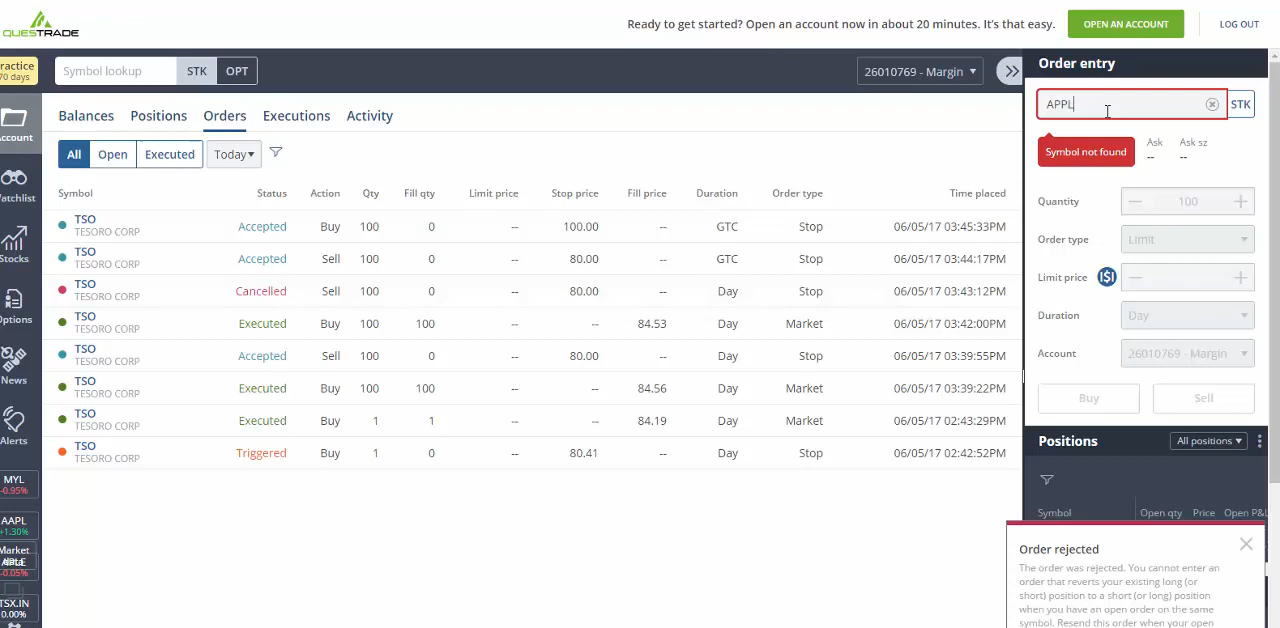 QUESTRADE
Ready to get started? Open an account now in about 20 minutes. It's that easy.
OPEN AN ACCOUNT
LOG OUT
ractice
70 days
Symbol lookup
STK
OPT
26010769 - Margin
Order entry
Account
Watchlist
Stocks
Options
News
Alerts
MYL
-0.95%
AAPL
+1.30%
Market
-0.05%
TSX.IN
0.00%
Balances Positions Orders Executions Activity
All Open Executed Today
Symbol Status Action Qty Fill qty Limit price Stop price Fill price Duration Order type Time placed
TSO Accepted Buy 100 0 -- 100.00 -- GTC Stop 06/05/17 03:45:33PM
TESORO CORP
TSO Accepted Sell 100 0 -- 80.00 -- GTC Stop 06/05/17 03:44:17PM
TESORO CORP
TSO Cancelled Sell 100 0 -- 80.00 -- Day Stop 06/05/17 03:43:12PM
TESORO CORP
TSO Executed Buy 100 100 -- -- 84.53 Day Market 06/05/17 03:42:00PM
TESORO CORP
TSO Accepted Sell 100 0 -- 80.00 -- Day Stop 06/05/17 03:39:55PM
TESORO CORP
TSO Executed Buy 100 100 -- -- 84.56 Day Market 06/05/17 03:39:22PM
TESORO CORP
TSO Executed Buy 1 1 -- -- 84.19 Day Market 06/05/17 02:43:29PM
TESORO CORP
TSO Triggered Buy 1 0 -- 80.41 -- Day Stop 06/05/17 02:42:52PM
TESORO CORP
APPL
STK
Symbol not found
Ask Ask sz
-- --
Quantity 100
Order type Limit
Limit price
Duration Day
Account 26010769 - Margin
Buy Sell
Positions All positions
Symbol Open qty Price Open P&L
Order rejected
The order was rejected. You cannot enter an
order that reverts your existing long (or
short) position to a short (or long) position
when you have an open order on the same
symbol. Resend this order when your open